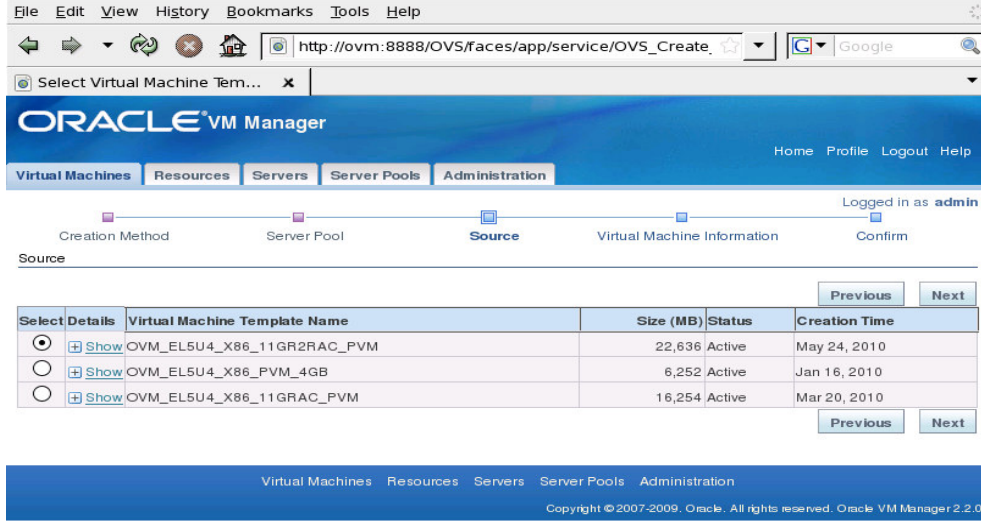 File Edit View History Bookmarks Tools Help
http://ovm:8888/OVS/faces/app/service/OVS_Create_ G Google
Select Virtual Machine Tem... x
ORACLE VM Manager
Home Profile Logout Help
Virtual Machines Resources Servers Server Pools Administration
Logged in as admin
Creation Method Server Pool Source Virtual Machine Information Confirm
Source
Previous Next
Select Details Virtual Machine Template Name Size (MB) Status Creation Time
Show OVM_EL5U4_X86_11GR2RAC_PVM 22,636 Active May 24, 2010
Show OVM_EL5U4_X86_PVM_4GB 6,252 Active Jan 16, 2010
Show OVM_EL5U4_X86_11GRAC_PVM 16,254 Active Mar 20, 2010
Previous Next
Virtual Machines Resources Servers Server Pools Administration
Copyright ©2007-2009. Oracle. All rights reserved. Oracle VM Manager 2.2.0